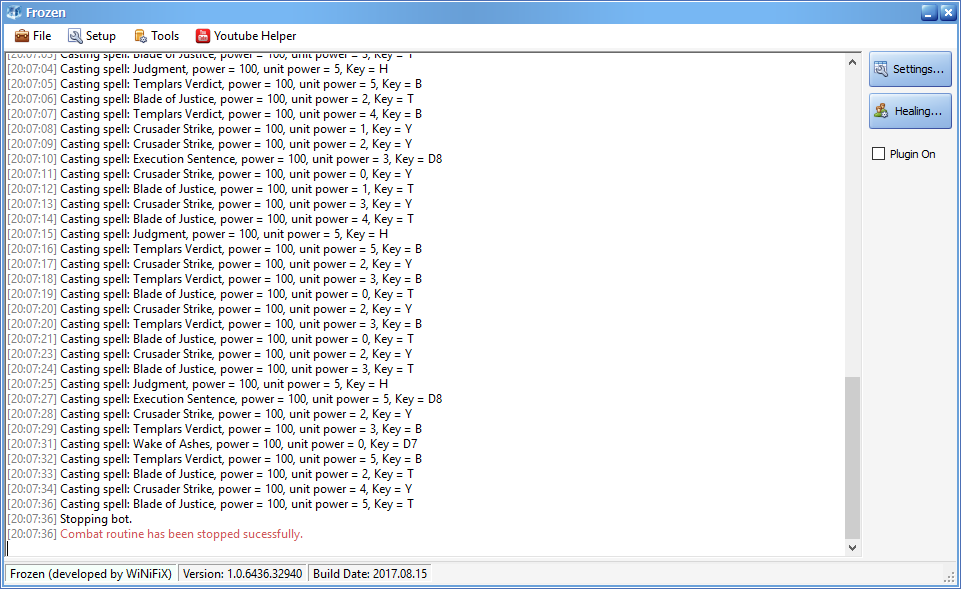 Frozen
File Setup Tools Youtube Helper
[20:07:03] Casting spell: Blade of Justice, power = 100, unit power = 3, Key = T
[20:07:04] Casting spell: Judgment, power = 100, unit power = 5, Key = H
[20:07:05] Casting spell: Templars Verdict, power = 100, unit power = 5, Key = B
[20:07:06] Casting spell: Blade of Justice, power = 100, unit power = 2, Key = T
[20:07:07] Casting spell: Templars Verdict, power = 100, unit power = 4, Key = B
[20:07:08] Casting spell: Crusader Strike, power = 100, unit power = 1, Key = Y
[20:07:09] Casting spell: Crusader Strike, power = 100, unit power = 2, Key = Y
[20:07:10] Casting spell: Execution Sentence, power = 100, unit power = 3, Key = D8
[20:07:11] Casting spell: Crusader Strike, power = 100, unit power = 0, Key = Y
[20:07:12] Casting spell: Blade of Justice, power = 100, unit power = 1, Key = T
[20:07:13] Casting spell: Crusader Strike, power = 100, unit power = 3, Key = Y
[20:07:14] Casting spell: Blade of Justice, power = 100, unit power = 4, Key = T
[20:07:15] Casting spell: Judgment, power = 100, unit power = 5, Key = H
[20:07:16] Casting spell: Templars Verdict, power = 100, unit power = 5, Key = B
[20:07:17] Casting spell: Crusader Strike, power = 100, unit power = 2, Key = Y
[20:07:18] Casting spell: Templars Verdict, power = 100, unit power = 3, Key = B
[20:07:19] Casting spell: Blade of Justice, power = 100, unit power = 0, Key = T
[20:07:20] Casting spell: Crusader Strike, power = 100, unit power = 2, Key = Y
[20:07:20] Casting spell: Templars Verdict, power = 100, unit power = 3, Key = B
[20:07:21] Casting spell: Blade of Justice, power = 100, unit power = 0, Key = T
[20:07:23] Casting spell: Crusader Strike, power = 100, unit power = 2, Key = Y
[20:07:24] Casting spell: Blade of Justice, power = 100, unit power = 3, Key = T
[20:07:25] Casting spell: Judgment, power = 100, unit power = 5, Key = H
[20:07:27] Casting spell: Execution Sentence, power = 100, unit power = 5, Key = D8
[20:07:28] Casting spell: Crusader Strike, power = 100, unit power = 2, Key = Y
[20:07:29] Casting spell: Templars Verdict, power = 100, unit power = 3, Key = B
[20:07:31] Casting spell: Wake of Ashes, power = 100, unit power = 0, Key = D7
[20:07:32] Casting spell: Templars Verdict, power = 100, unit power = 5, Key = B
[20:07:33] Casting spell: Blade of Justice, power = 100, unit power = 2, Key = T
[20:07:34] Casting spell: Crusader Strike, power = 100, unit power = 4, Key = Y
[20:07:36] Casting spell: Blade of Justice, power = 100, unit power = 5, Key = T
[20:07:36] Stopping bot.
[20:07:36] Combat routine has been stopped sucessfully.
Settings...
Healing...
Plugin On
Frozen (developed by WiNiFiX) Version: 1.0.6436.32940 Build Date: 2017.08.15